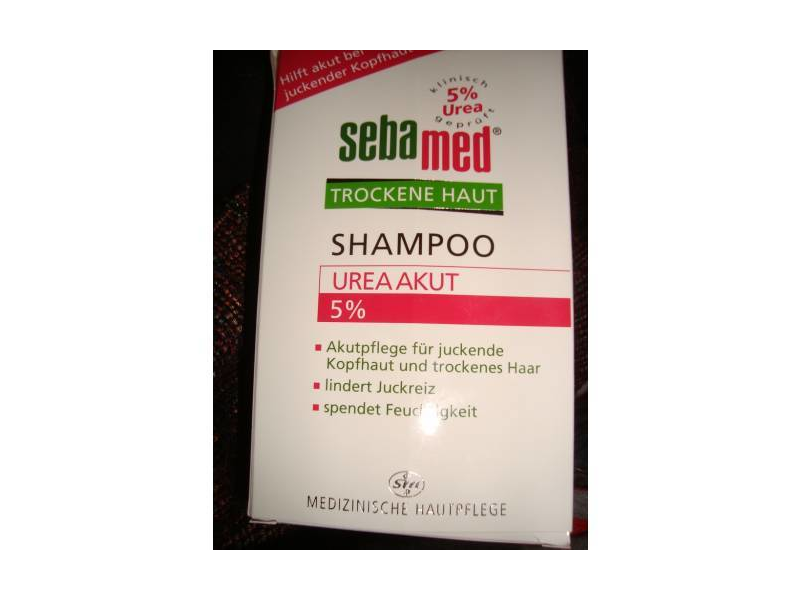 Hilft akut bei
juckender Kopfhaut
klinisch
5%
Urea
geprüft
sebamed®
TROCKENE HAUT
SHAMPOO
UREA AKUT
5%
Akutpflege für juckende
Kopfhaut und trockenes Haar
lindert Juckreiz
spendet Feuchtigkeit
MEDIZINISCHE HAUTPFLEGE